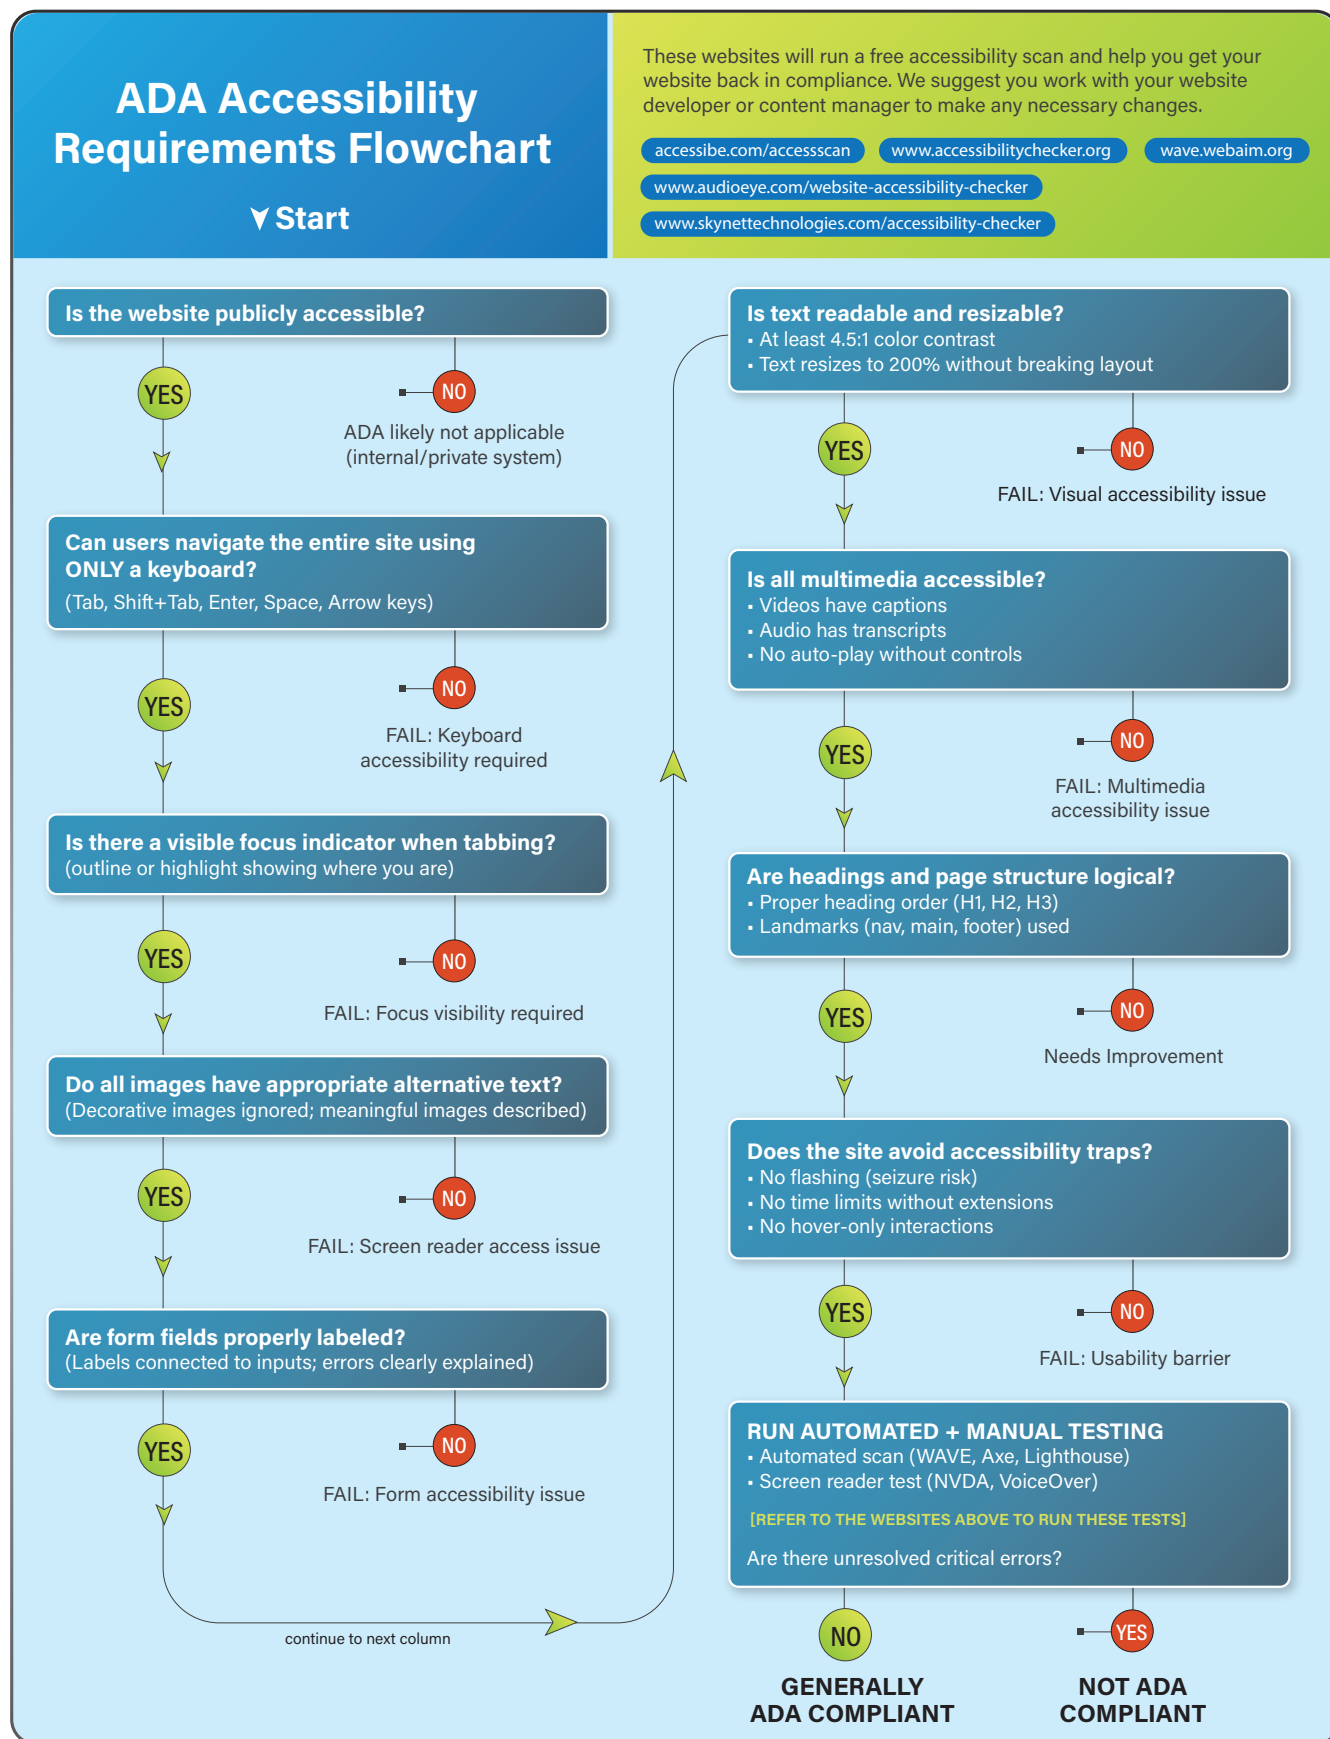 ADA Accessibility
Requirements Flowchart
Start
These websites will run a free accessibility scan and help you get your
website back in compliance. We suggest you work with your website
developer or content manager to make any necessary changes.
accessibe.com/accessscan
www.accessibilitychecker.org
wave.webaim.org
www.audioeye.com/website-accessibility-checker
www.skynettechnologies.com/accessibility-checker
Is the website publicly accessible?
YES
NO
ADA likely not applicable
(internal/private system)
Can users navigate the entire site using
ONLY a keyboard?
(Tab, Shift+Tab, Enter, Space, Arrow keys)
YES
NO
FAIL: Keyboard
accessibility required
Is there a visible focus indicator when tabbing?
(outline or highlight showing where you are)
YES
NO
FAIL: Focus visibility required
Do all images have appropriate alternative text?
(Decorative images ignored; meaningful images described)
YES
NO
FAIL: Screen reader access issue
Are form fields properly labeled?
(Labels connected to inputs; errors clearly explained)
YES
NO
FAIL: Form accessibility issue
continue to next column
Is text readable and resizable?
• At least 4.5:1 color contrast
• Text resizes to 200% without breaking layout
YES
NO
FAIL: Visual accessibility issue
Is all multimedia accessible?
• Videos have captions
• Audio has transcripts
• No auto-play without controls
YES
NO
FAIL: Multimedia
accessibility issue
Are headings and page structure logical?
• Proper heading order (H1, H2, H3)
• Landmarks (nav, main, footer) used
YES
NO
Needs Improvement
Does the site avoid accessibility traps?
• No flashing (seizure risk)
• No time limits without extensions
• No hover-only interactions
YES
NO
FAIL: Usability barrier
RUN AUTOMATED + MANUAL TESTING
• Automated scan (WAVE, Axe, Lighthouse)
• Screen reader test (NVDA, VoiceOver)
[REFER TO THE WEBSITES ABOVE TO RUN THESE TESTS]
Are there unresolved critical errors?
NO
YES
GENERALLY
ADA COMPLIANT
NOT ADA
COMPLIANT